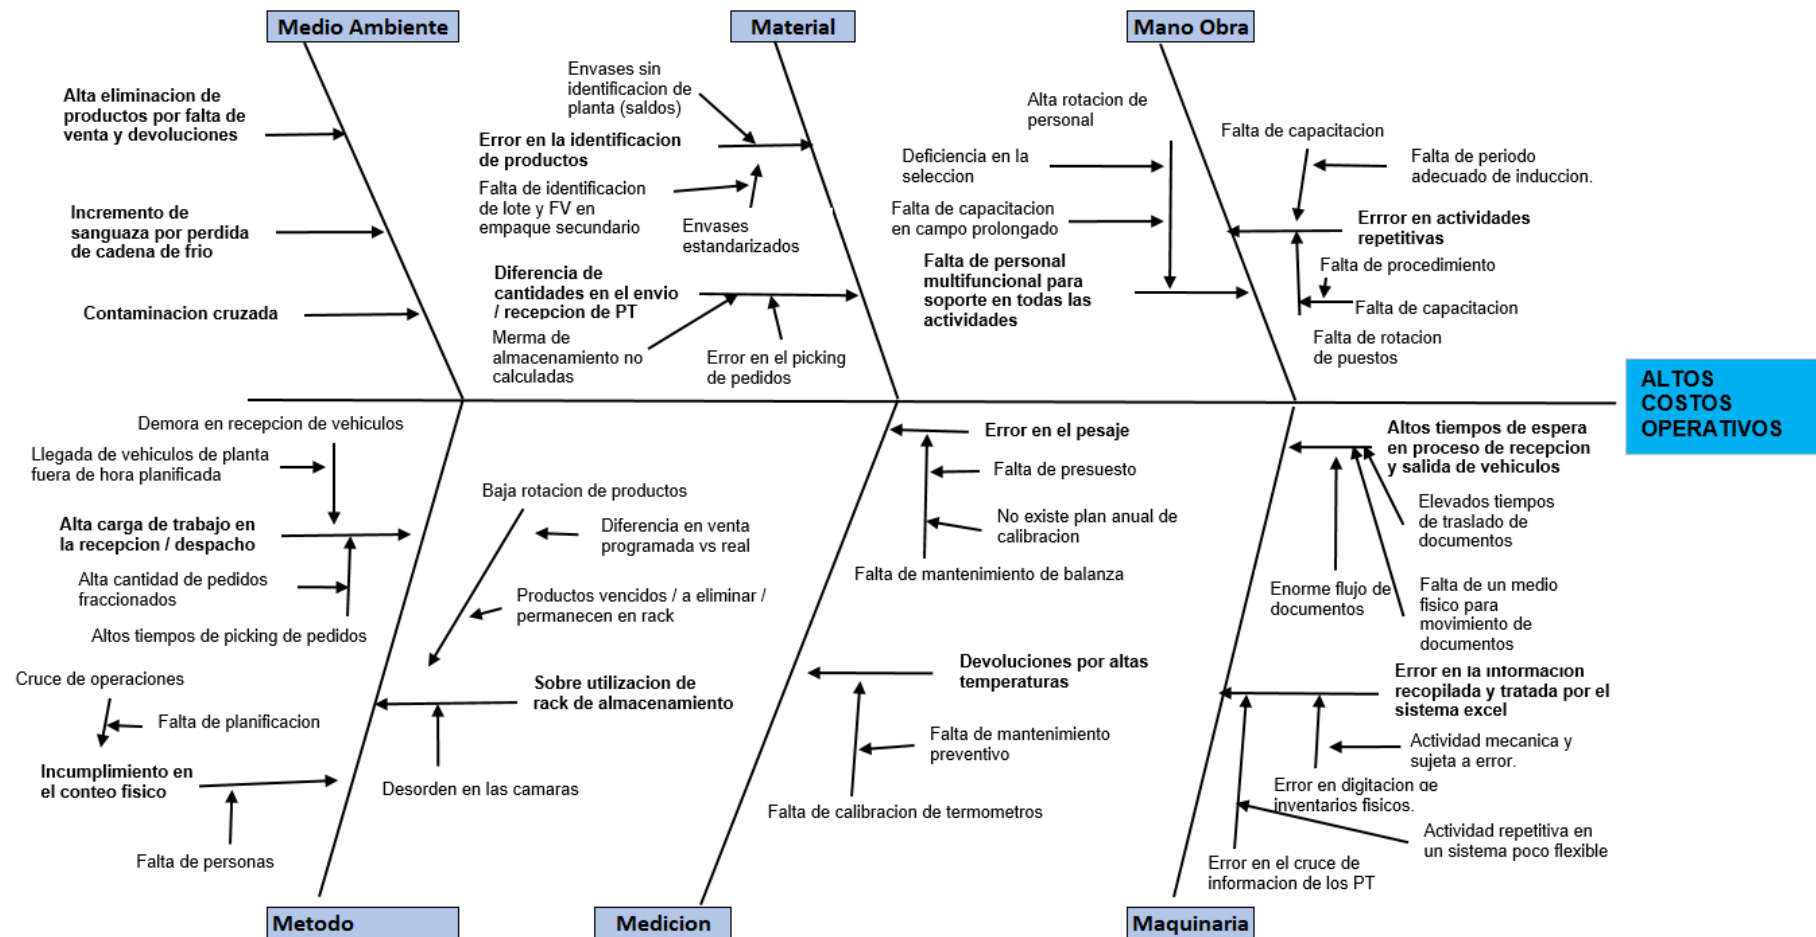 Medio Ambiente
Material
Mano Obra
Alta eliminacion de
productos por falta de
venta y devoluciones
Incremento de
sanguaza por perdida
de cadena de frio
Contaminacion cruzada
Envases sin
identificacion de
planta (saldos)
Error en la identificacion
de productos
Falta de identificacion
de lote y FV en
empaque secundario
Envases
estandarizados
Diferencia de
cantidades en el envio
/ recepcion de PT
Merma de
almacenamiento no
calculadas
Error en el picking
de pedidos
Alta rotacion de
personal
Deficiencia en la
seleccion
Falta de capacitacion
en campo prolongado
Falta de personal
multifuncional para
soporte en todas las
actividades
Falta de capacitacion
Falta de periodo
adecuado de induccion.
Errror en actividades
repetitivas
Falta de procedimiento
Falta de capacitacion
Falta de rotacion
de puestos
ALTOS
COSTOS
OPERATIVOS
Demora en recepcion de vehiculos
Llegada de vehiculos de planta
fuera de hora planificada
Alta carga de trabajo en
la recepcion / despacho
Alta cantidad de pedidos
fraccionados
Altos tiempos de picking de pedidos
Cruce de operaciones
Falta de planificacion
Incumplimiento en
el conteo fisico
Falta de personas
Baja rotacion de productos
Diferencia en venta
programada vs real
Productos vencidos / a eliminar /
permanecen en rack
Sobre utilizacion de
rack de almacenamiento
Desorden en las camaras
Error en el pesaje
Falta de presuesto
No existe plan anual de
calibracion
Falta de mantenimiento de balanza
Devoluciones por altas
temperaturas
Falta de mantenimiento
preventivo
Falta de calibracion de termometros
Altos tiempos de espera
en proceso de recepcion
y salida de vehiculos
Elevados tiempos
de traslado de
documentos
Enorme flujo de
documentos
Falta de un medio
fisico para
movimiento de
documentos
Error en la informacion
recopilada y tratada por el
sistema excel
Actividad mecanica y
sujeta a error.
Error en digitacion de
inventarios fisicos.
Actividad repetitiva en
un sistema poco flexible
Error en el cruce de
informacion de los PT
Metodo
Medicion
Maquinaria